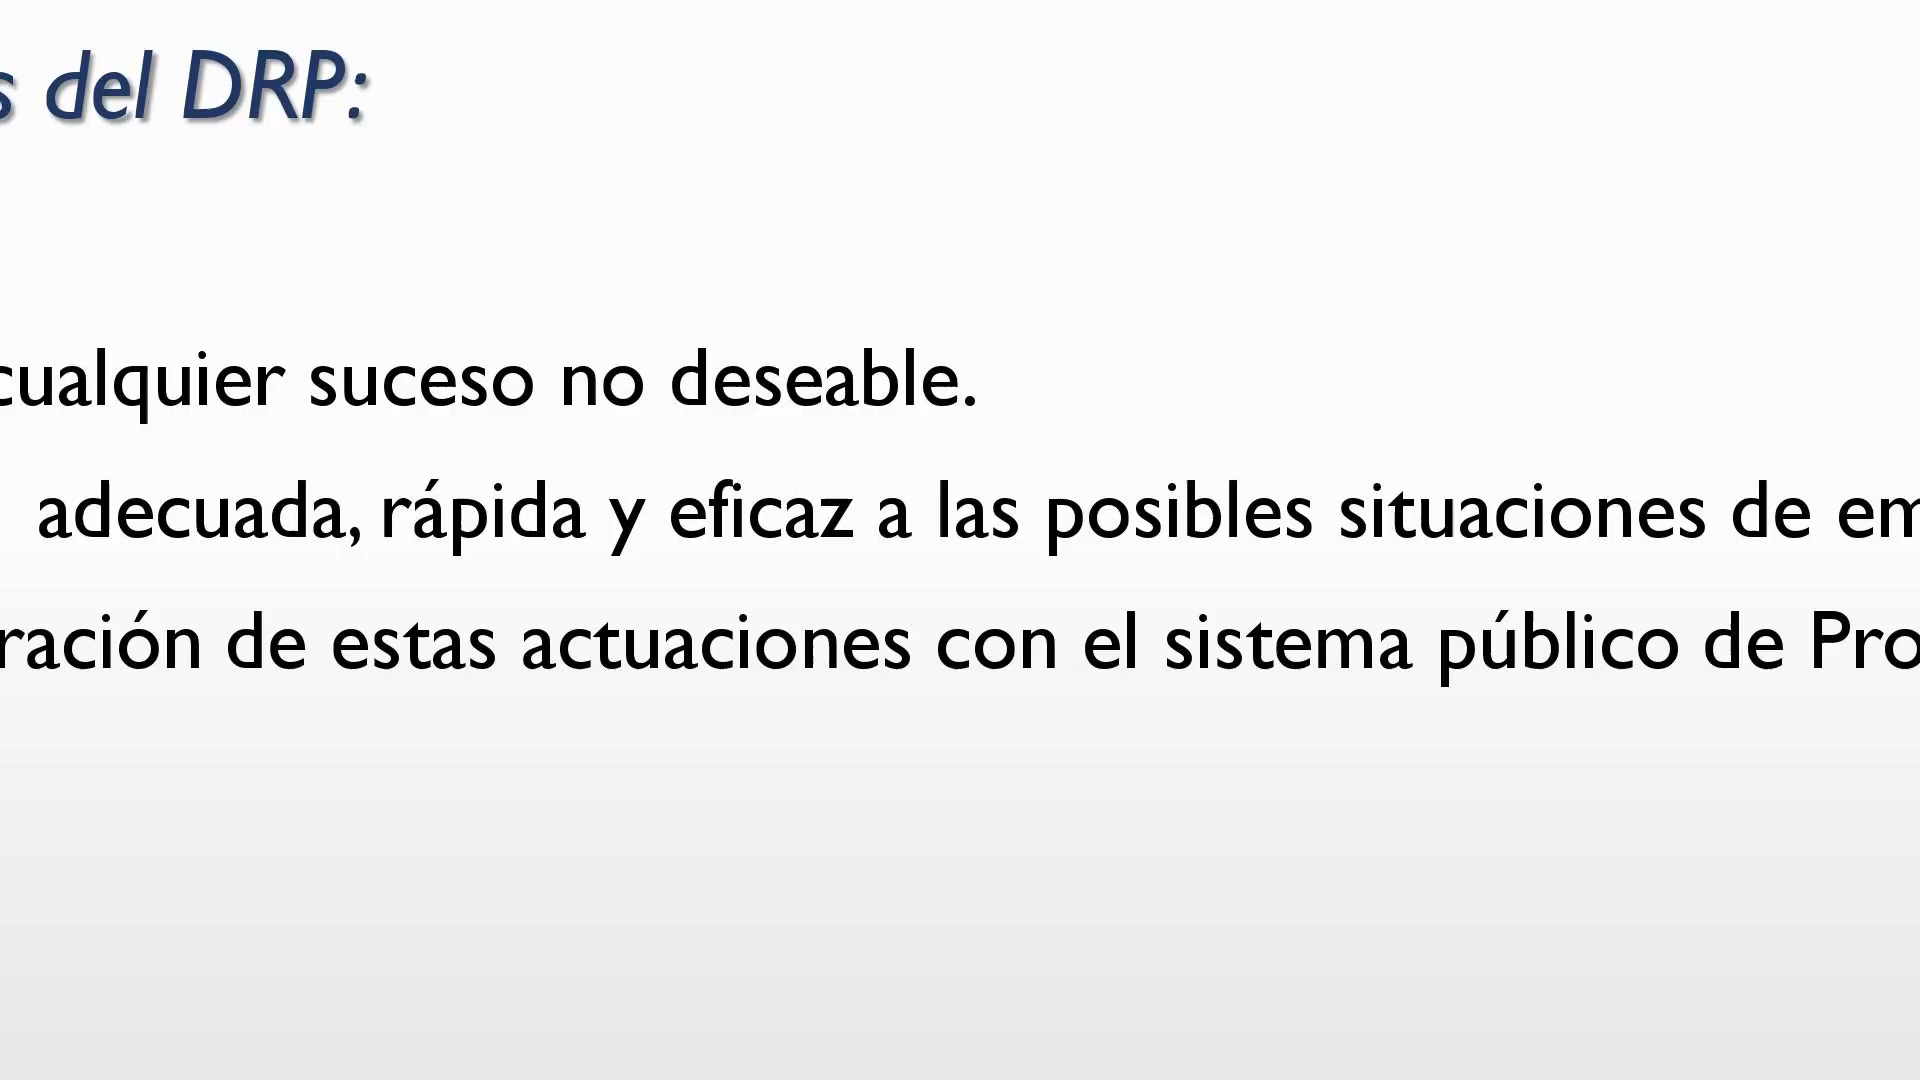 s del DRP:
cualquier suceso no deseable.
adecuada, rápida y eficaz a las posibles situaciones de em
ración de estas actuaciones con el sistema público de Pro